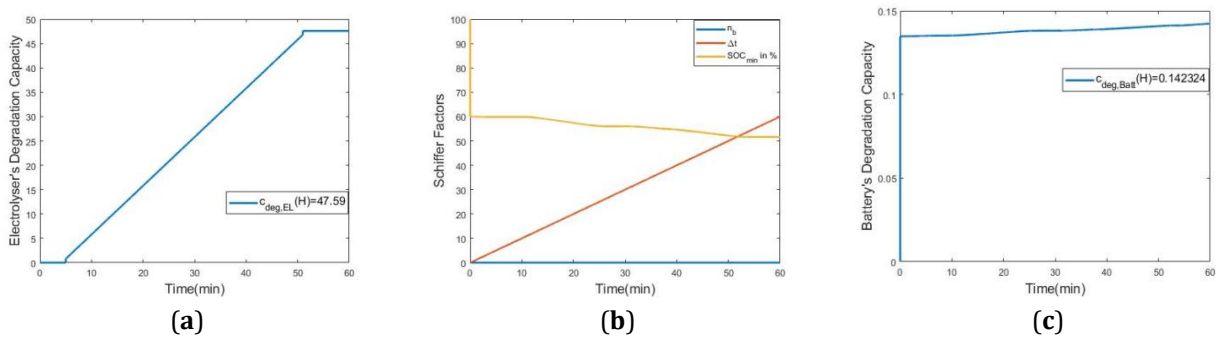 Electrolyser's Degradation Capacity
50
45
40
35
30
25
20
15
10
5
0
0 10 20 30 40 50 60
Time(min)
c_deg,EL(H)=47.59
(a)
Schiffer Factors
100
90
80
70
60
50
40
30
20
10
0
0 10 20 30 40 50 60
Time(min)
n_b
Δt
SOC_min in %
(b)
Battery's Degradation Capacity
0.15
0.1
0.05
0
0 10 20 30 40 50 60
Time(min)
c_deg,Batt(H)=0.142324
(c)